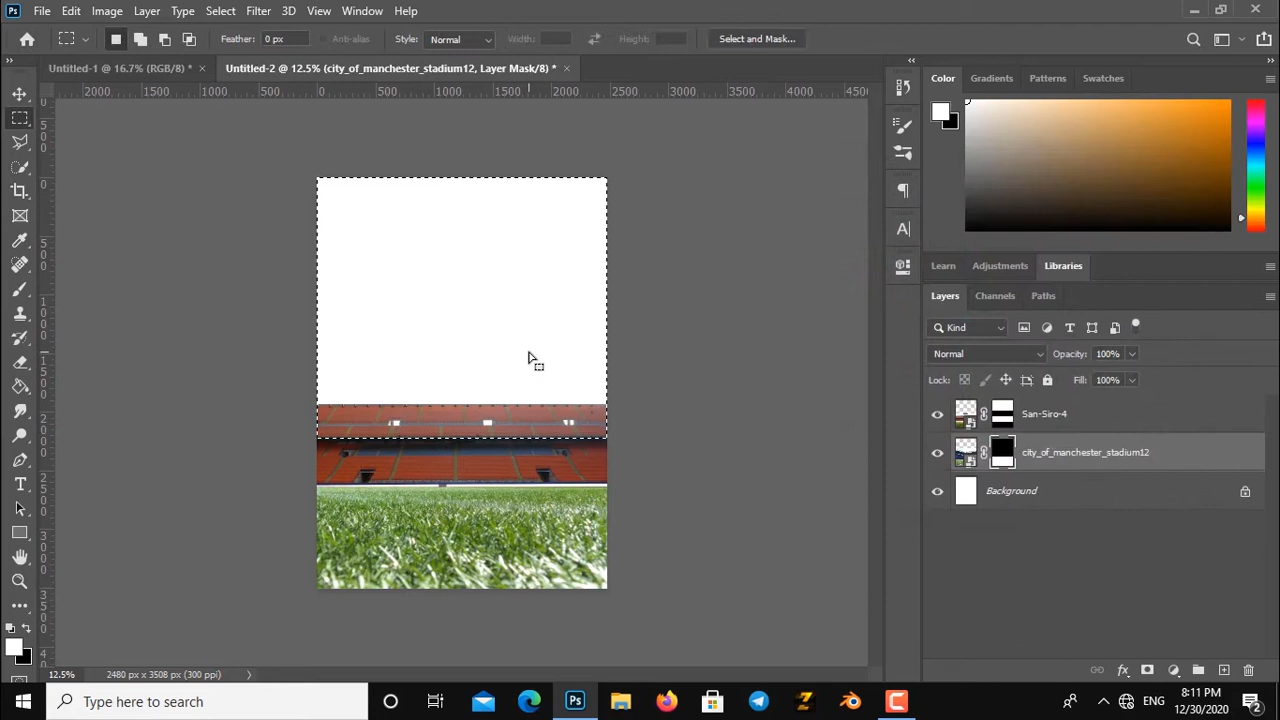 Ps File Edit Image Layer Type Select Filter 3D View Window Help
Feather: 0 px Anti-alias Style: Normal Width: Height: Select and Mask...
Untitled-1 @ 16.7% (RGB/8) * × Untitled-2 @ 12.5% (city_of_manchester_stadium12, Layer Mask/8) * ×
2000 1500 1000 500 0 500 1000 1500 2000 2500 3000 3500 4000 450
Color Gradients Patterns Swatches
Learn Adjustments Libraries
Layers Channels Paths
Kind
Normal Opacity: 100%
Lock: Fill: 100%
San-Siro-4
city_of_manchester_stadium12
Background
12.5% 2480 px x 3508 px (300 ppi)
Type here to search
Ps
ENG
8:11 PM
12/30/2020
2